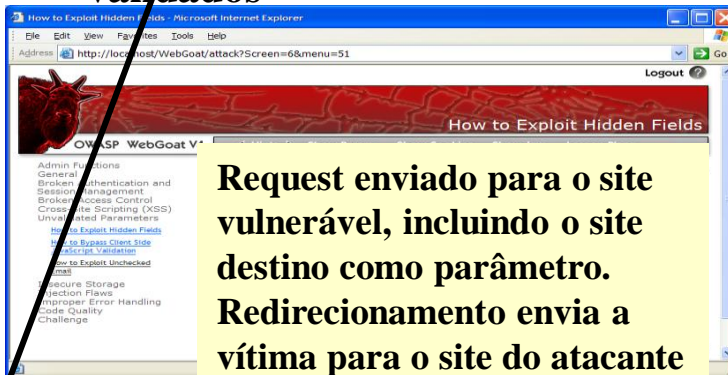 validados
How to Exploit Hidden Fields - Microsoft Internet Explorer
File Edit View Favorites Tools Help
Address http://localhost/WebGoat/attack?Screen=6&menu=51 Go
Logout
How to Exploit Hidden Fields
OWASP WebGoat
Admin Functions
General
Broken Authentication and
Session Management
Broken Access Control
Cross-Site Scripting (XSS)
Unvalidated Parameters
How to Exploit Hidden Fields
How to Bypass Client Side
JavaScript Validation
How to Exploit Unchecked
Email
Insecure Storage
Injection Flaws
Improper Error Handling
Code Quality
Challenge
Request enviado para o site
vulnerável, incluindo o site
destino como parâmetro.
Redirecionamento envia a
vítima para o site do atacante